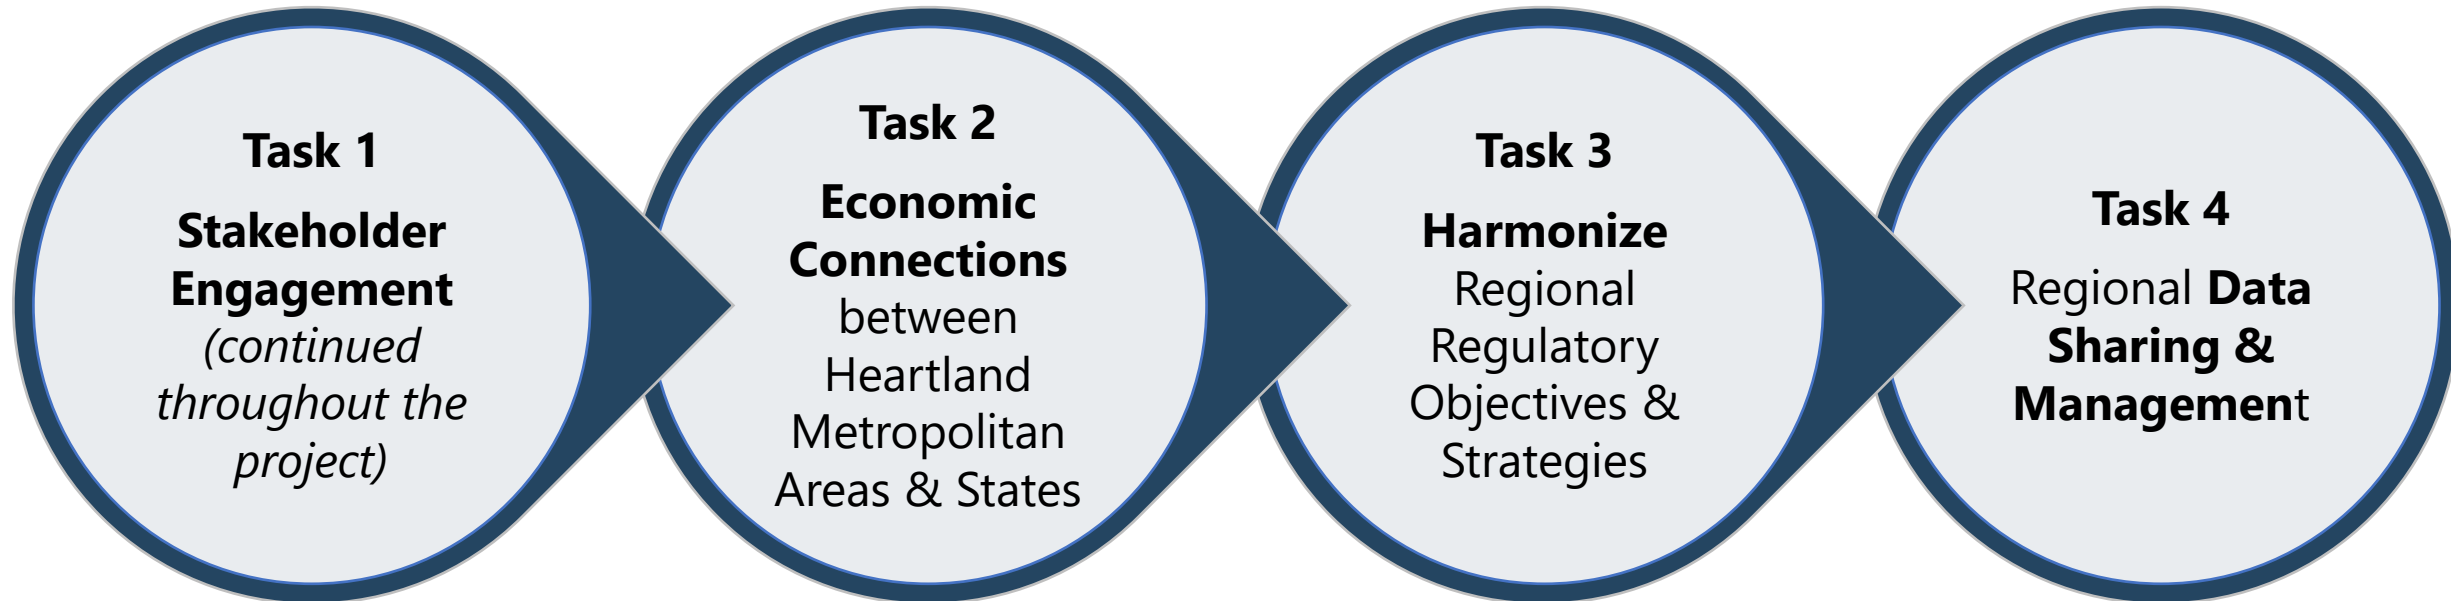 Task 1
Stakeholder
Engagement
(continued
throughout the
project)
Task 2
Economic
Connections
between
Heartland
Metropolitan
Areas & States
Task 3
Harmonize
Regional
Regulatory
Objectives &
Strategies
Task 4
Regional Data
Sharing &
Management